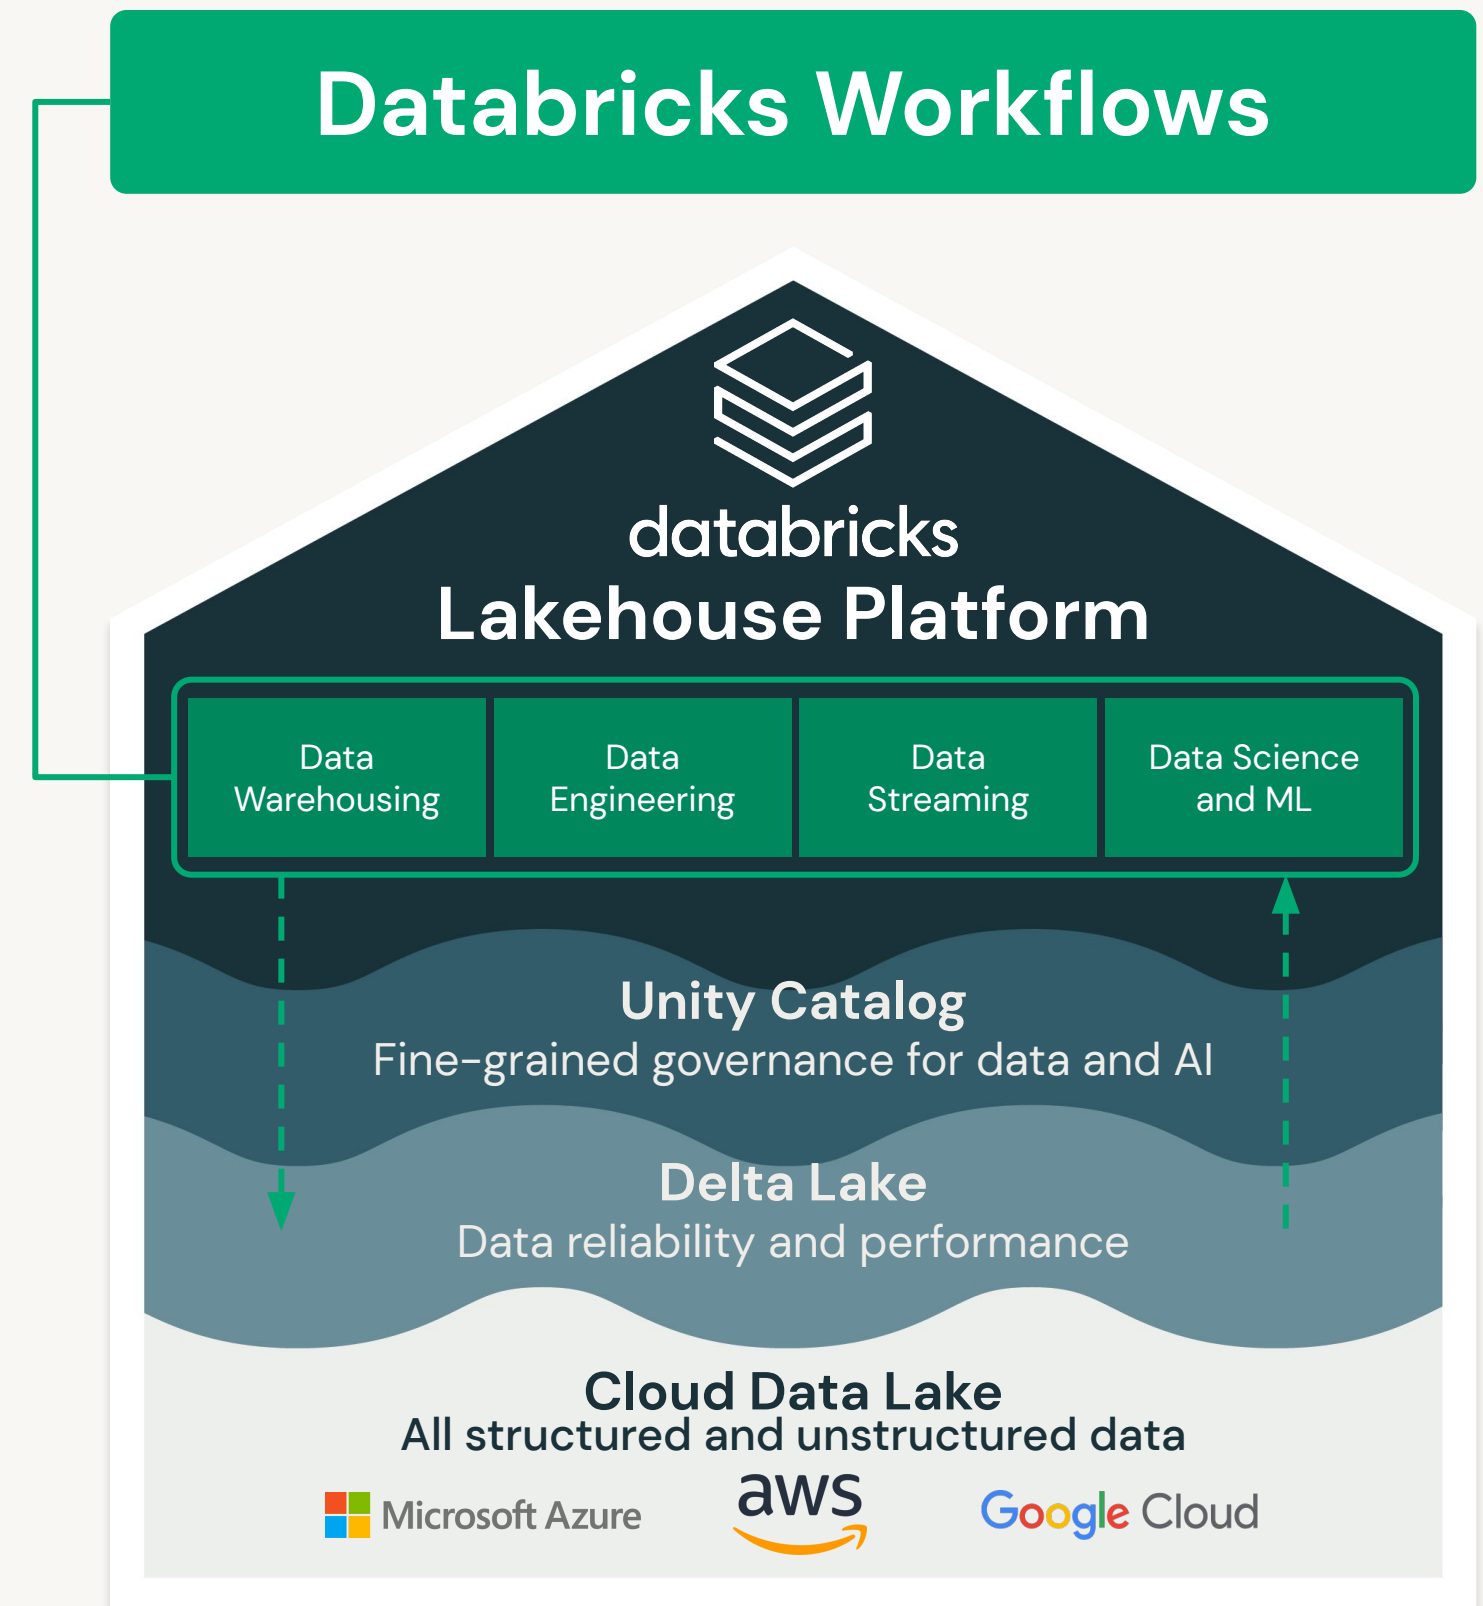 Databricks Workflows
databricks
Lakehouse Platform
Data
Warehousing
Data
Engineering
Data
Streaming
Data Science
and ML
Unity Catalog
Fine-grained governance for data and AI
Delta Lake
Data reliability and performance
Cloud Data Lake
All structured and unstructured data
Microsoft Azure
aws
Google Cloud